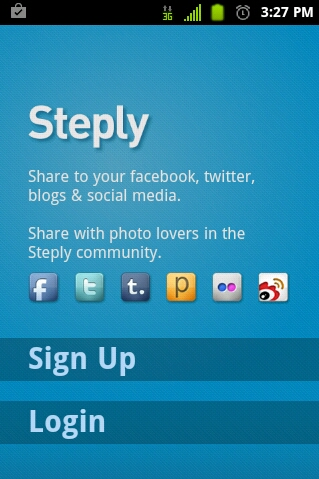 3G 3:27 PM
Steply
Share to your facebook, twitter,
blogs & social media.
Share with photo lovers in the
Steply community.
f t t. p
Sign Up
Login